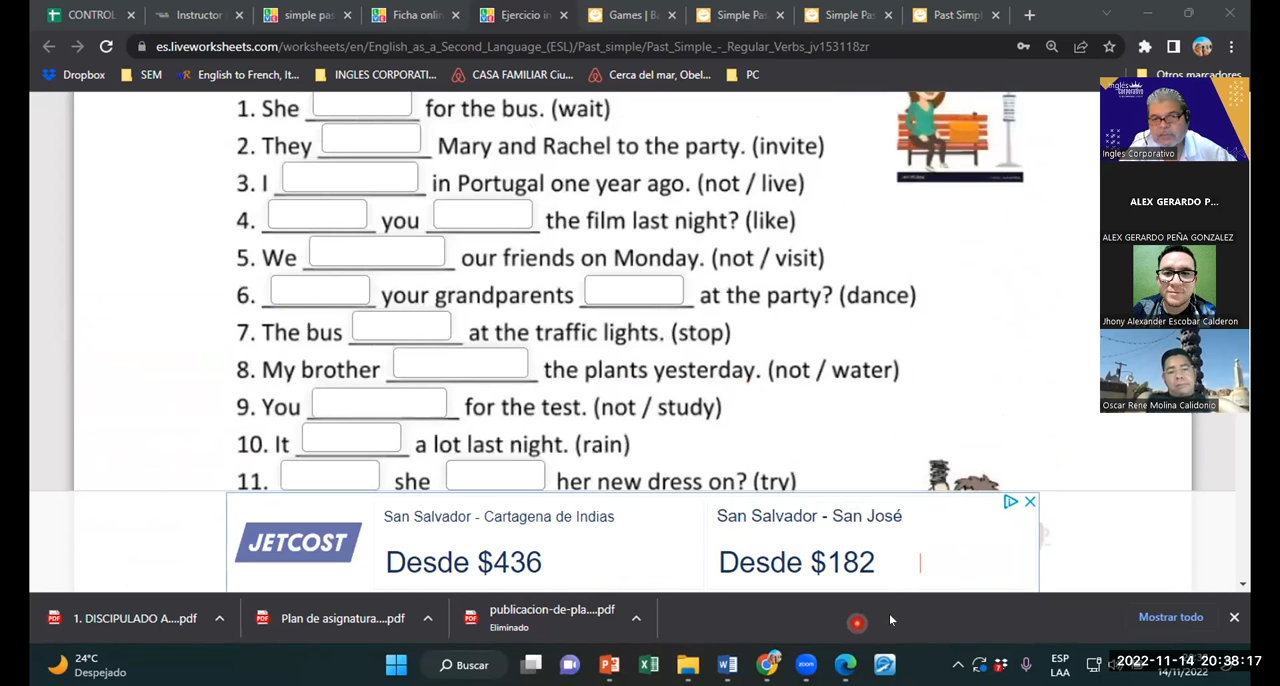 CONTROL
Instructor
simple pas
Ficha onlin
Ejercicio in
Games | Ba
Simple Pas
Simple Pas
Past Simpl
es.liveworksheets.com/worksheets/en/English_as_a_Second_Language_(ESL)/Past_simple/Past_Simple_-_Regular_Verbs_jv153118zr
Dropbox
SEM
English to French, It...
INGLES CORPORATI...
CASA FAMILIAR Ciu...
Cerca del mar, Obel...
PC
Otros marcadores
1. She for the bus. (wait)
2. They Mary and Rachel to the party. (invite)
3. I in Portugal one year ago. (not / live)
4. you the film last night? (like)
5. We our friends on Monday. (not / visit)
6. your grandparents at the party? (dance)
7. The bus at the traffic lights. (stop)
8. My brother the plants yesterday. (not / water)
9. You for the test. (not / study)
10. It a lot last night. (rain)
11. she her new dress on? (try)
Ingles Corporativo
ALEX GERARDO P...
ALEX GERARDO PEÑA GONZALEZ
Jhony Alexander Escobar Calderon
Oscar Rene Molina Calidonio
JETCOST
San Salvador - Cartagena de Indias
Desde $436
San Salvador - San José
Desde $182
1. DISCIPULADO A....pdf
Plan de asignatura....pdf
publicacion-de-pla....pdf
Eliminado
Mostrar todo
24°C
Despejado
Buscar
ESP
LAA
2022-11-14 20:38:17
14/11/2022